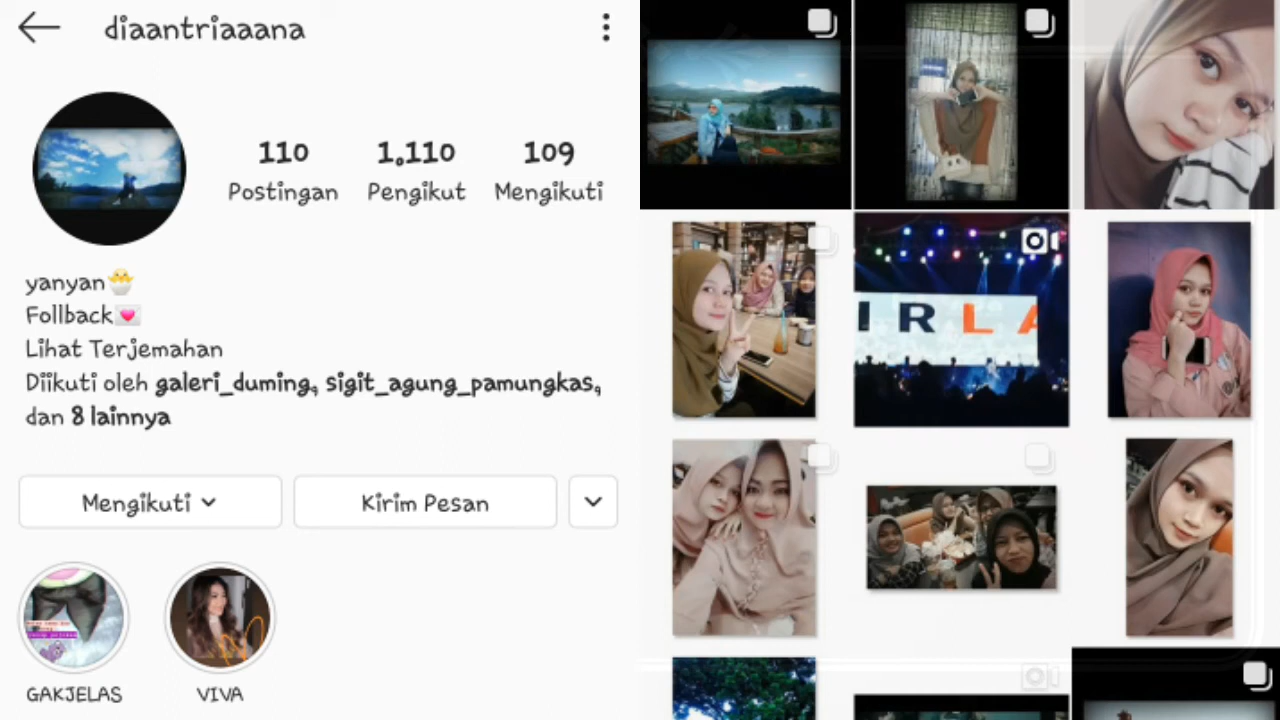 diaantriaaana
110
1,110
109
Postingan
Pengikut
Mengikuti
yanyan🐣
Follback💌
Lihat Terjemahan
Diikuti oleh galeri_duming, sigit_agung_pamungkas,
dan 8 lainnya
Mengikuti
Kirim Pesan
GAKJELAS
VIVA
I R L A